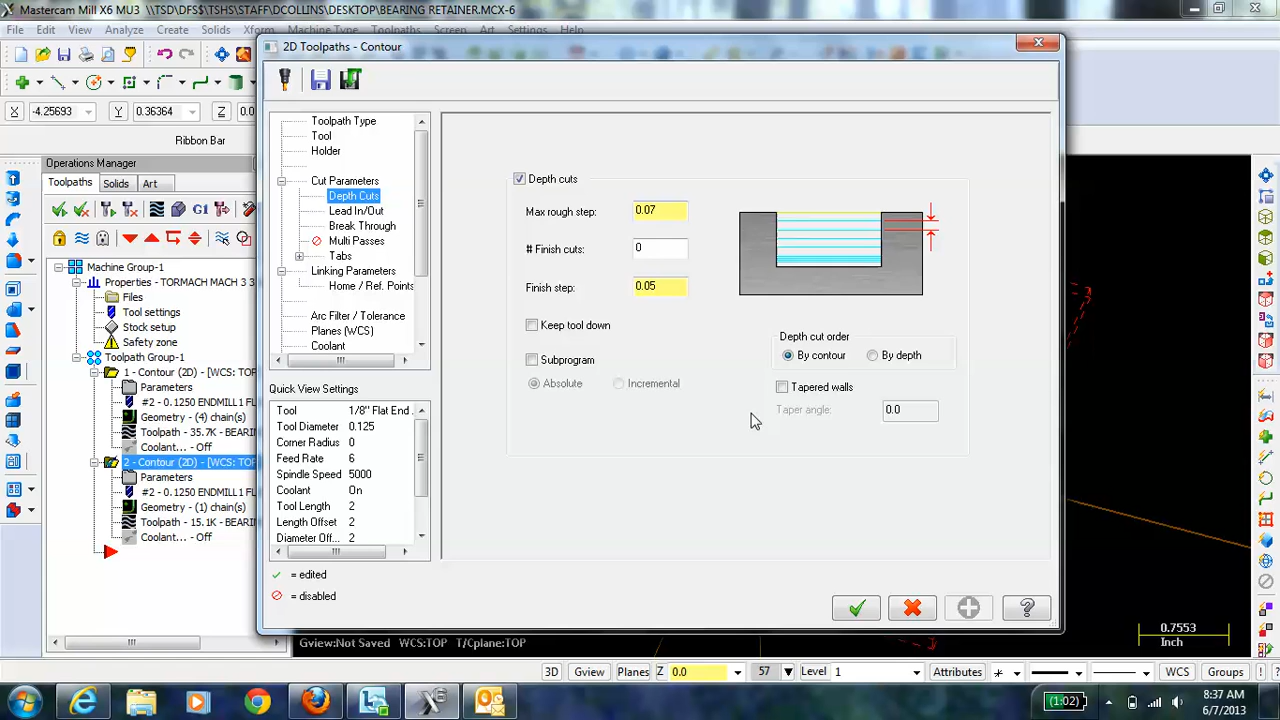 Mastercam Mill X6 MU3 \\TSD\DFS$\TSHS\STAFF\DCOLLINS\DESKTOP\BEARING RETAINER.MCX-6
File Edit View Analyze Create Solids Xform Machine Type Toolpaths Screen Art Settings Help
2D Toolpaths - Contour
X -4.25693 Y 0.36364 Z 0.0
Ribbon Bar
Operations Manager
Toolpaths Solids Art
G1
Machine Group-1
Properties - TORMACH MACH 3 3
Files
Tool settings
Stock setup
Safety zone
Toolpath Group-1
1 - Contour (2D) - [WCS: TOP
Parameters
#2 - 0.1250 ENDMILL1 FL
Geometry - (4) chain(s)
Toolpath - 35.7K - BEARIN
Coolant... - Off
2 - Contour (2D) - [WCS: TOP
Parameters
#2 - 0.1250 ENDMILL1 FL
Geometry - (1) chain(s)
Toolpath - 15.1K - BEARIN
Coolant... - Off
Toolpath Type
Tool
Holder
Cut Parameters
Depth Cuts
Lead In/Out
Break Through
Multi Passes
Tabs
Linking Parameters
Home / Ref. Points
Arc Filter / Tolerance
Planes (WCS)
Coolant
Quick View Settings
Tool 1/8" Flat End .
Tool Diameter 0.125
Corner Radius 0
Feed Rate 6
Spindle Speed 5000
Coolant On
Tool Length 2
Length Offset 2
Diameter Off... 2
= edited
= disabled
Depth cuts
Max rough step: 0.07
# Finish cuts: 0
Finish step: 0.05
Keep tool down
Subprogram
Absolute Incremental
Depth cut order
By contour By depth
Tapered walls
Taper angle: 0.0
Gview:Not Saved WCS:TOP T/Cplane:TOP
0.7553
Inch
3D Gview Planes Z 0.0 57 Level 1 Attributes WCS Groups ?
(1:02)
8:37 AM
6/7/2013